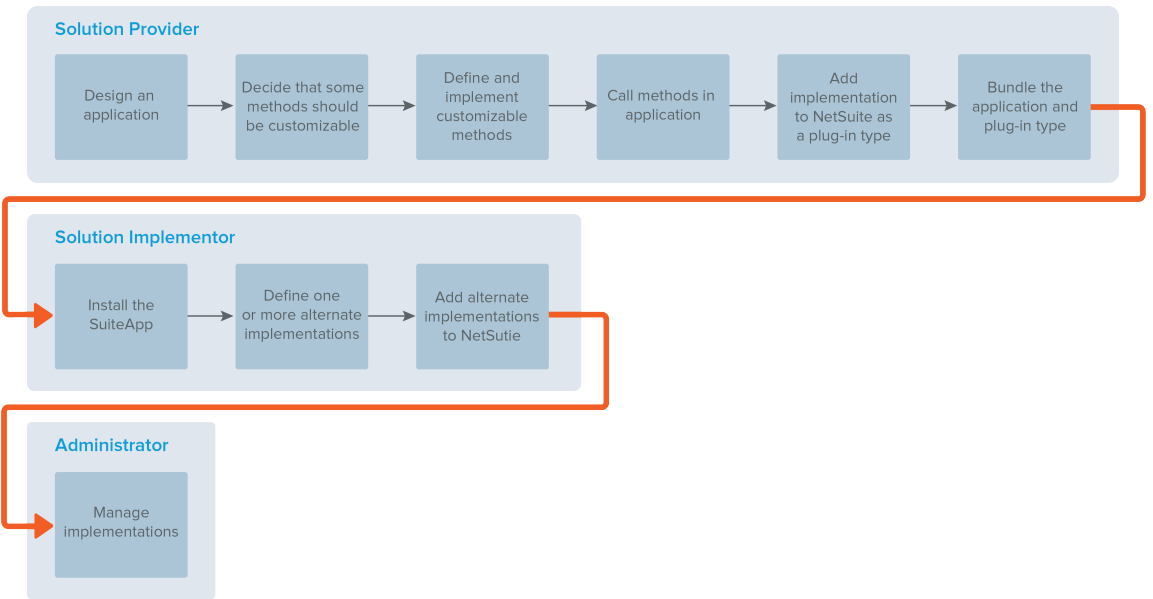 Solution Provider
Design an
application
Decide that some
methods should
be customizable
Define and
implement
customizable
methods
Call methods in
application
Add
implementation
to NetSuite as
a plug-in type
Bundle the
application and
plug-in type
Solution Implementor
Install the
SuiteApp
Define one
or more alternate
implementations
Add alternate
implementations
to NetSutie
Administrator
Manage
implementations